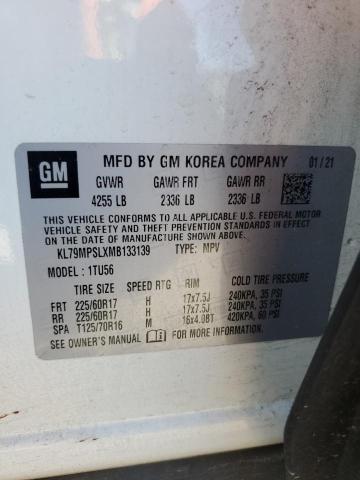 GM
MFD BY GM KOREA COMPANY 01/21
GVWR GAWR FRT GAWR RR
4255 LB 2336 LB 2336 LB
THIS VEHICLE CONFORMS TO ALL APPLICABLE U.S. FEDERAL MOTOR
VEHICLE SAFETY AND THEFT PREVENTION STANDARDS IN EFFECT
ON THE DATE OF MANUFACTURE SHOWN ABOVE.
KL79MPSLXMB133139 TYPE: MPV
MODEL: 1TU56
TIRE SIZE SPEED RTG RIM COLD TIRE PRESSURE
FRT 225/60R17 H 17x7.5J 240KPA, 35 PSI
RR 225/60R17 H 17x7.5J 240KPA, 35 PSI
SPA T125/70R16 M 16x4.0BT 420KPA, 60 PSI
SEE OWNER'S MANUAL FOR MORE INFORMATION